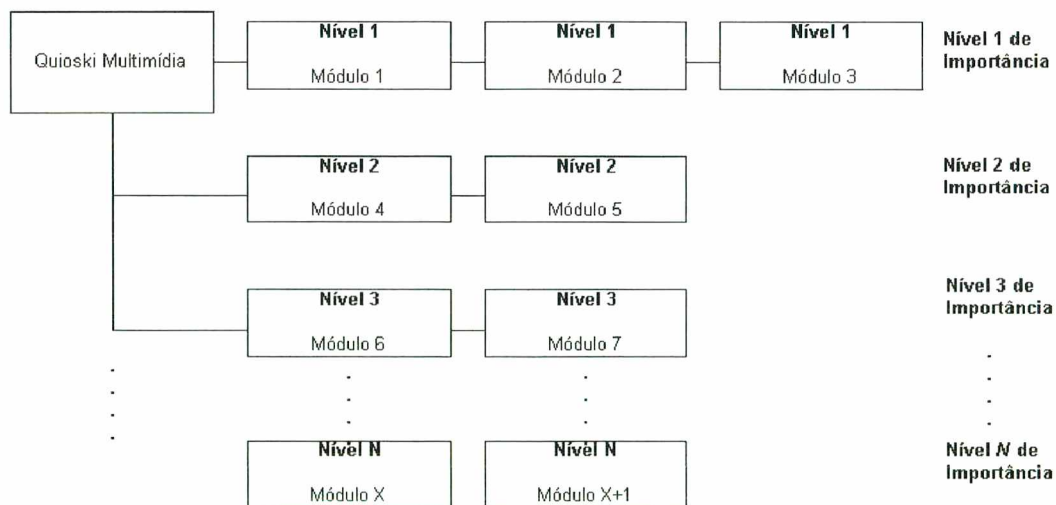 Quioski Multimídia
Nível 1
Módulo 1
Nível 1
Módulo 2
Nível 1
Módulo 3
Nível 1 de
Importância
Nível 2
Módulo 4
Nível 2
Módulo 5
Nível 2 de
Importância
Nível 3
Módulo 6
Nível 3
Módulo 7
Nível 3 de
Importância
Nível N
Módulo X
Nível N
Módulo X+1
Nível N de
Importância